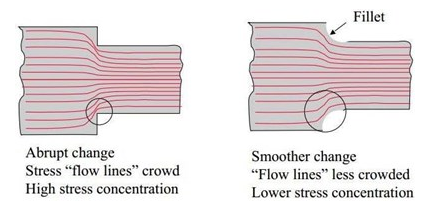 Fillet
Abrupt change
Stress “flow lines” crowd
High stress concentration
Smoother change
“Flow lines” less crowded
Lower stress concentration